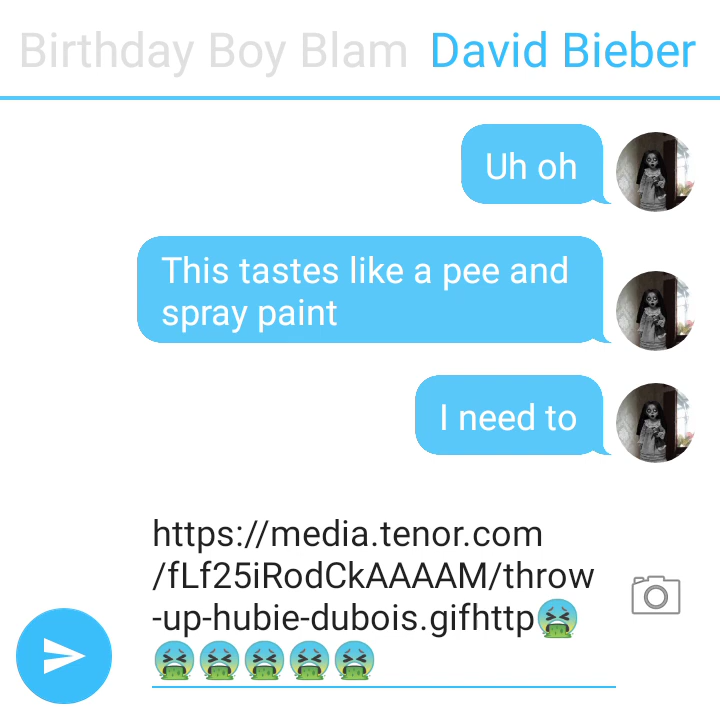 Birthday Boy Blam David Bieber
Uh oh
This tastes like a pee and
spray paint
I need to
https://media.tenor.com
/fLf25iRodCkAAAAM/throw
-up-hubie-dubois.gifhttp🤮
🤮🤮🤮🤮🤮